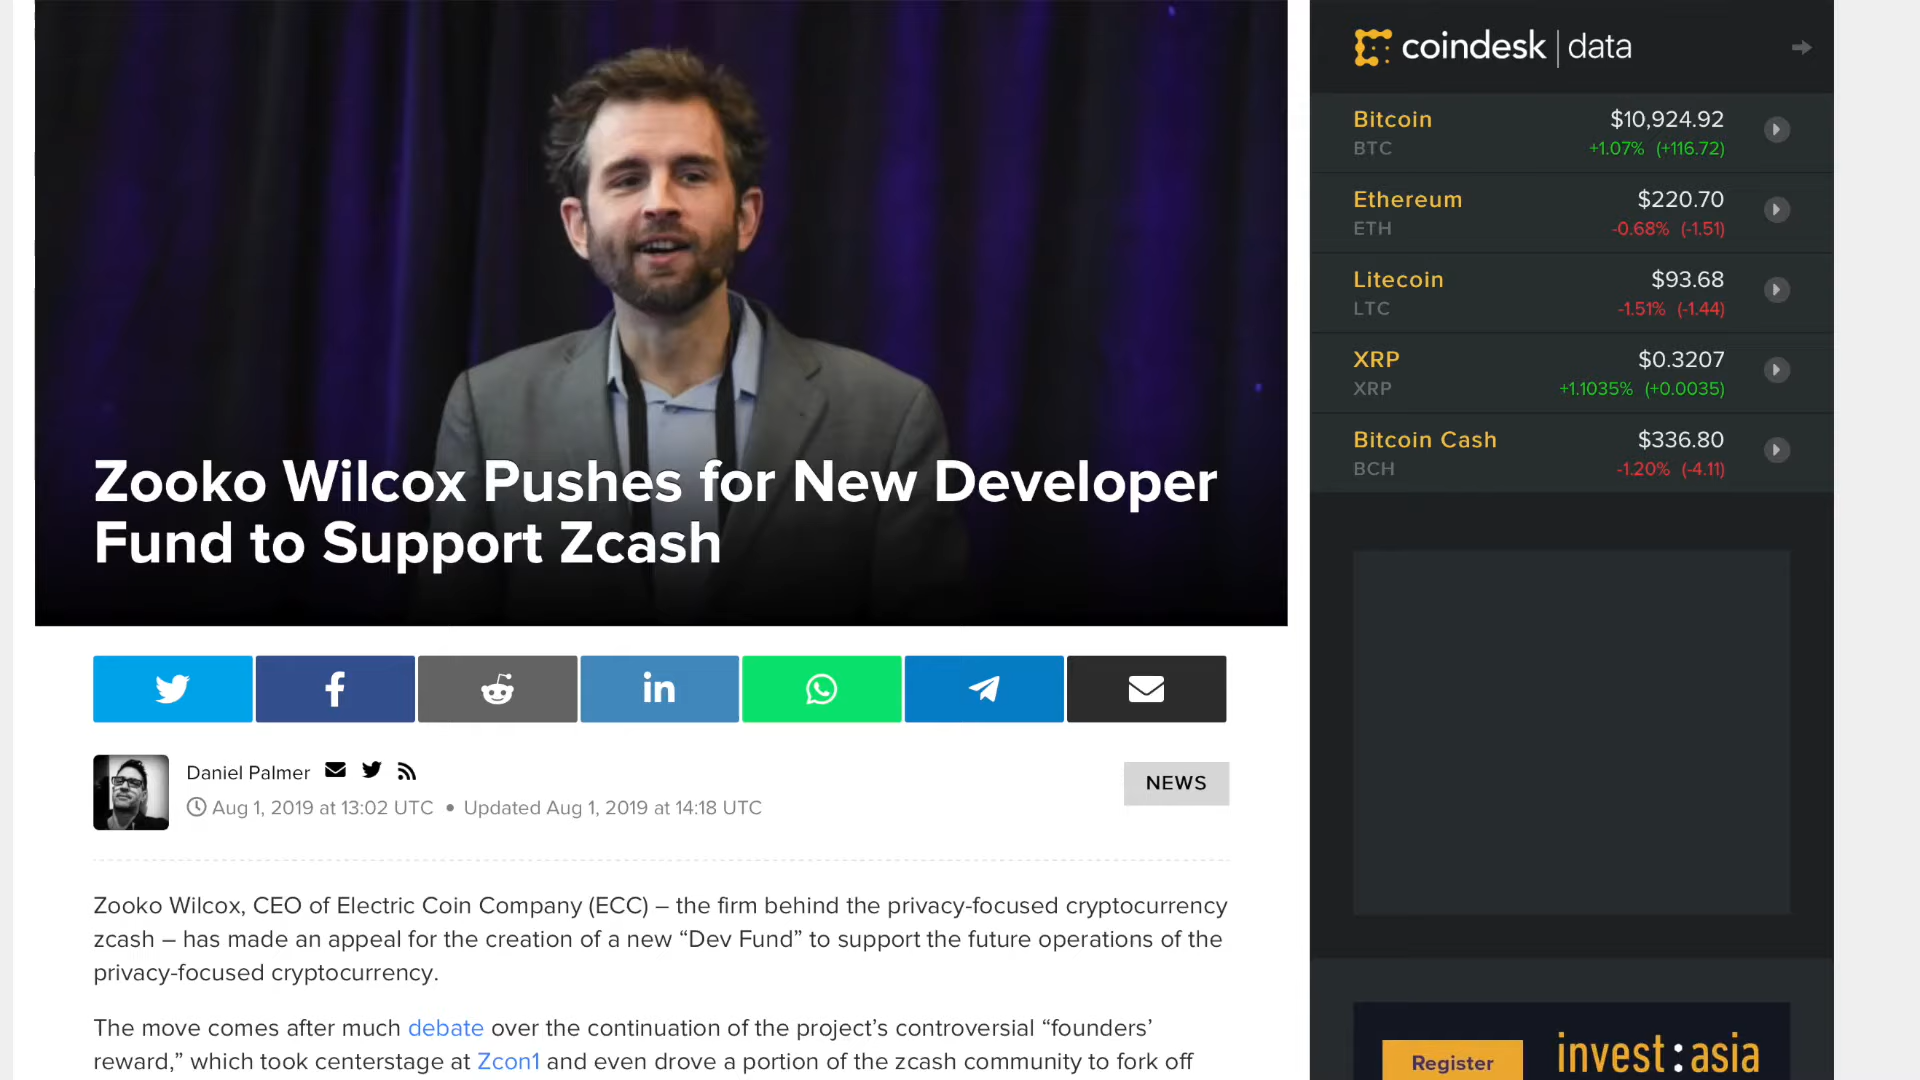 Zooko Wilcox Pushes for New Developer
Fund to Support Zcash
Daniel Palmer
Aug 1, 2019 at 13:02 UTC • Updated Aug 1, 2019 at 14:18 UTC
NEWS
Zooko Wilcox, CEO of Electric Coin Company (ECC) – the firm behind the privacy-focused cryptocurrency
zcash – has made an appeal for the creation of a new “Dev Fund” to support the future operations of the
privacy-focused cryptocurrency.
The move comes after much debate over the continuation of the project’s controversial “founders’
reward,” which took centerstage at Zcon1 and even drove a portion of the zcash community to fork off
coindesk | data
Bitcoin $10,924.92
BTC +1.07% (+116.72)
Ethereum $220.70
ETH -0.68% (-1.51)
Litecoin $93.68
LTC -1.51% (-1.44)
XRP $0.3207
XRP +1.1035% (+0.0035)
Bitcoin Cash $336.80
BCH -1.20% (-4.11)
Register
invest:asia